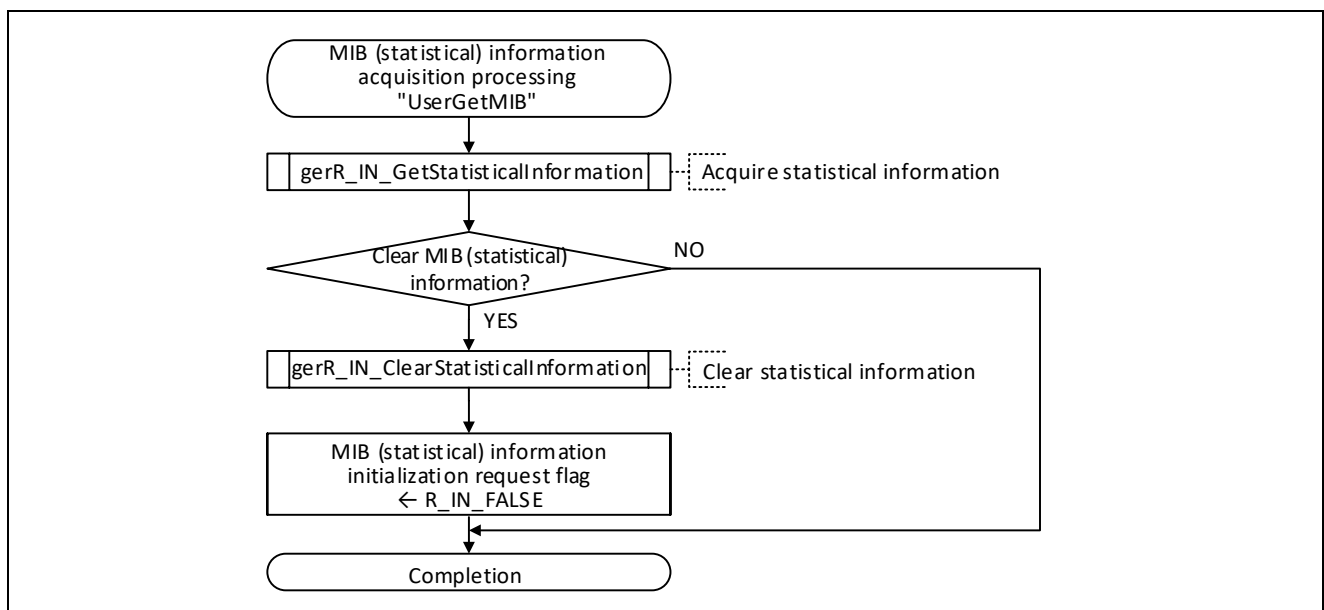 MIB (statistical) information
acquisition processing
"UserGetMIB"
gerR_IN_GetStatisticalInformation
Acquire statistical information
Clear MIB (statistical)
information?
NO
YES
gerR_IN_ClearStatisticalInformation
Clear statistical information
MIB (statistical) information
initialization request flag
← R_IN_FALSE
Completion